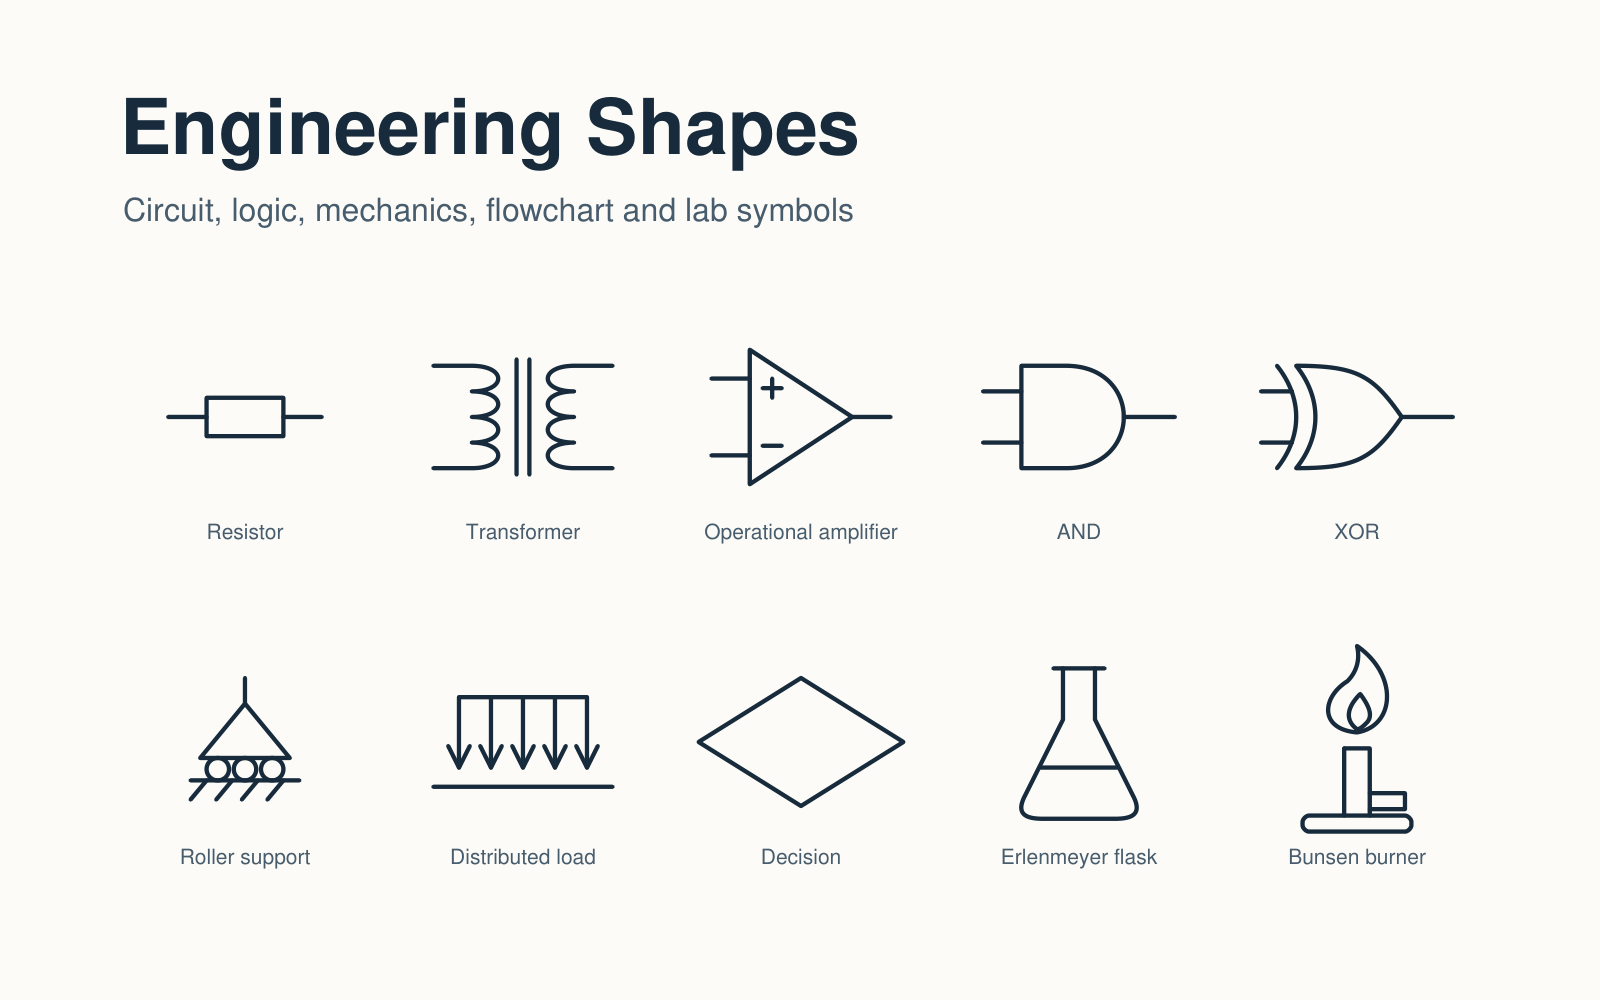 Engineering Shapes
Circuit, logic, mechanics, flowchart and lab symbols
Resistor
Transformer
Operational amplifier
AND
XOR
Roller support
Distributed load
Decision
Erlenmeyer flask
Bunsen burner